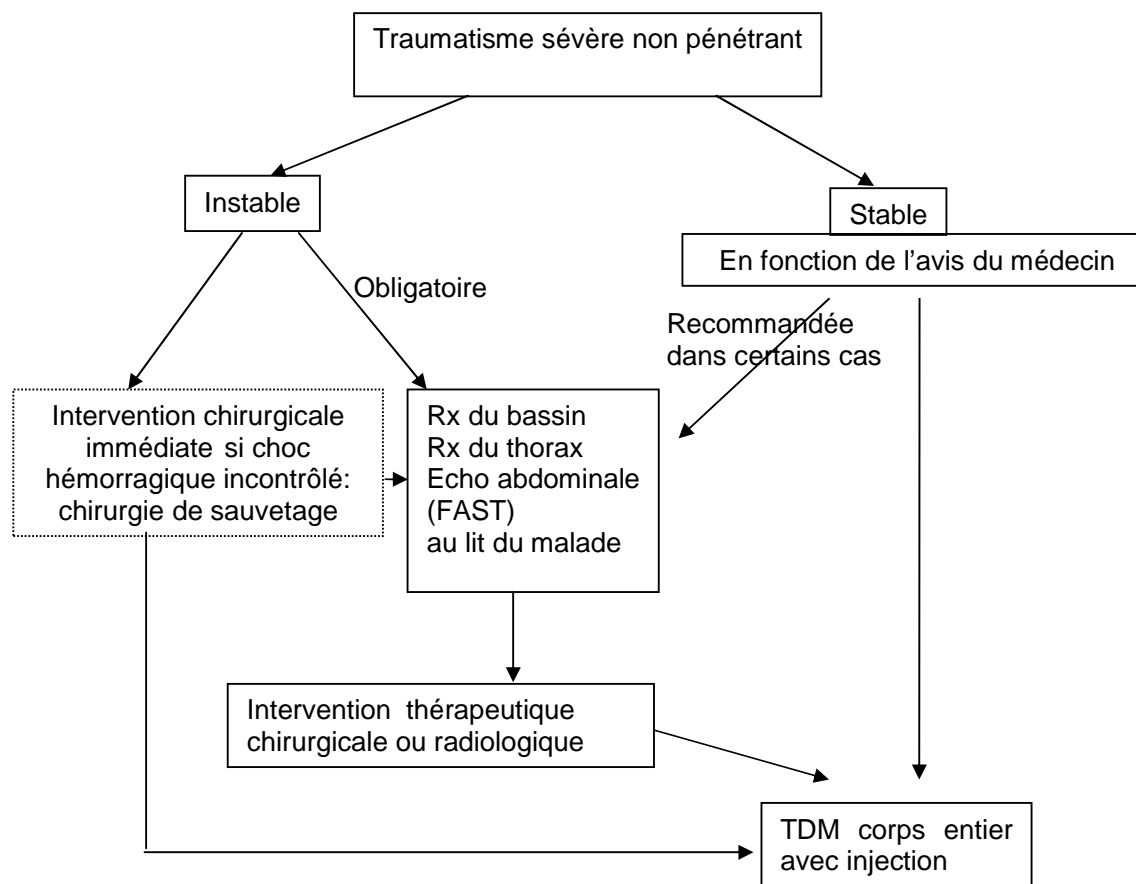 Traumatisme sévère non pénétrant
Instable
Stable
En fonction de l'avis du médecin
Obligatoire
Recommandée
dans certains cas
Intervention chirurgicale
immédiate si choc
hémorragique incontrôlé:
chirurgie de sauvetage
Rx du bassin
Rx du thorax
Echo abdominale
(FAST)
au lit du malade
Intervention thérapeutique
chirurgicale ou radiologique
TDM corps entier
avec injection